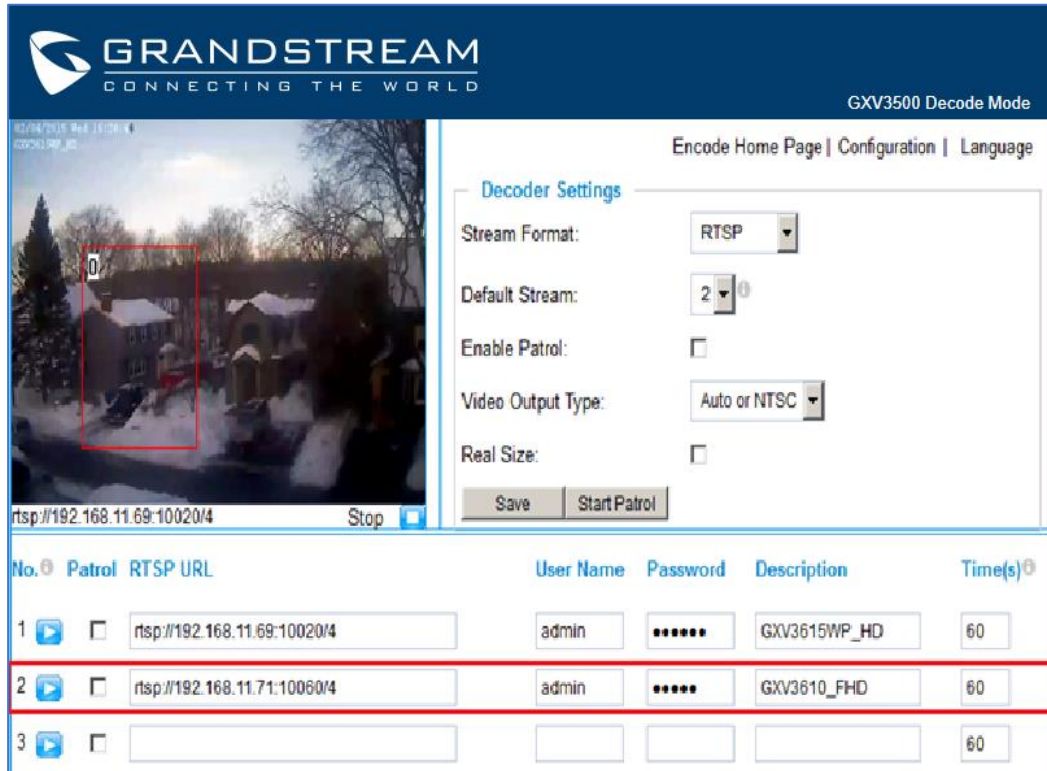 GRANDSTREAM
CONNECTING THE WORLD
GXV3500 Decode Mode
Encode Home Page | Configuration | Language
Decoder Settings
Stream Format: RTSP
Default Stream: 2
Enable Patrol:
Video Output Type: Auto or NTSC
Real Size:
Save Start Patrol
0
rtsp://192.168.11.69:10020/4 Stop
No. Patrol RTSP URL User Name Password Description Time(s)
1 rtsp://192.168.11.69:10020/4 admin •••••• GXV3615WP_HD 60
2 rtsp://192.168.11.71:10060/4 admin ••••• GXV3610_FHD 60
3 60